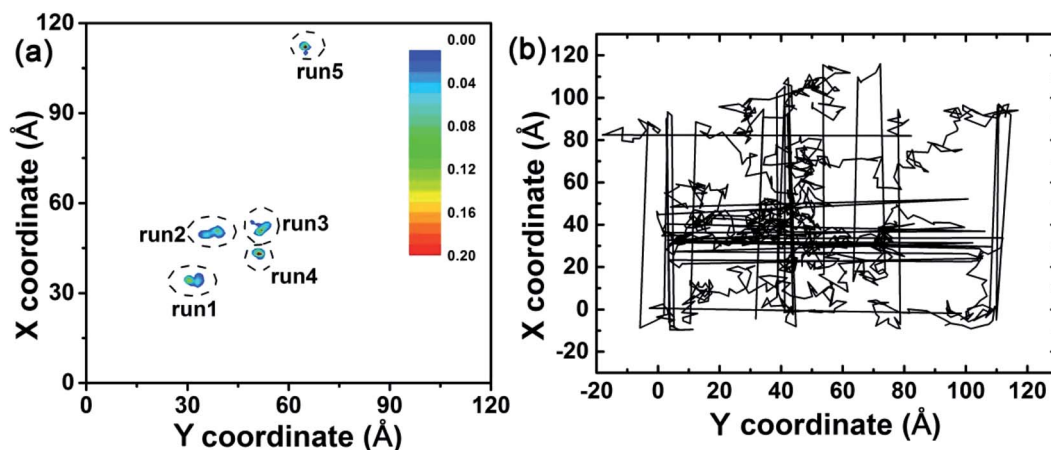 (a)
120
90
60
30
0
X coordinate (Å)
0 30 60 90 120
Y coordinate (Å)
run5
run2
run3
run4
run1
0.00
0.04
0.08
0.12
0.16
0.20
(b)
120
100
80
60
40
20
0
-20
X coordinate (Å)
-20 0 20 40 60 80 100 120
Y coordinate (Å)